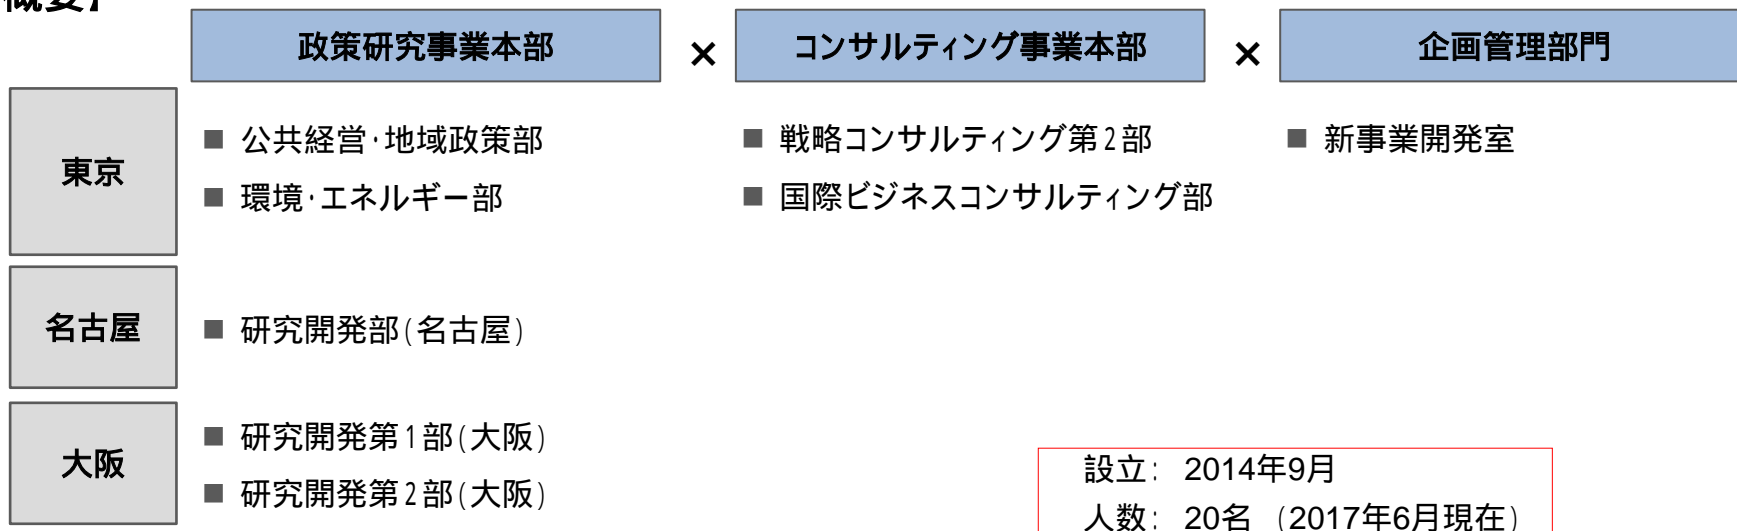 概要】
政策研究事業本部 × コンサルティング事業本部 × 企画管理部門
東京
■ 公共経営・地域政策部
■ 環境・エネルギー部
■ 戦略コンサルティング第2部
■ 国際ビジネスコンサルティング部
■ 新事業開発室
名古屋
■ 研究開発部(名古屋)
大阪
■ 研究開発第1部(大阪)
■ 研究開発第2部(大阪)
設立: 2014年9月
人数: 20名 (2017年6月現在)